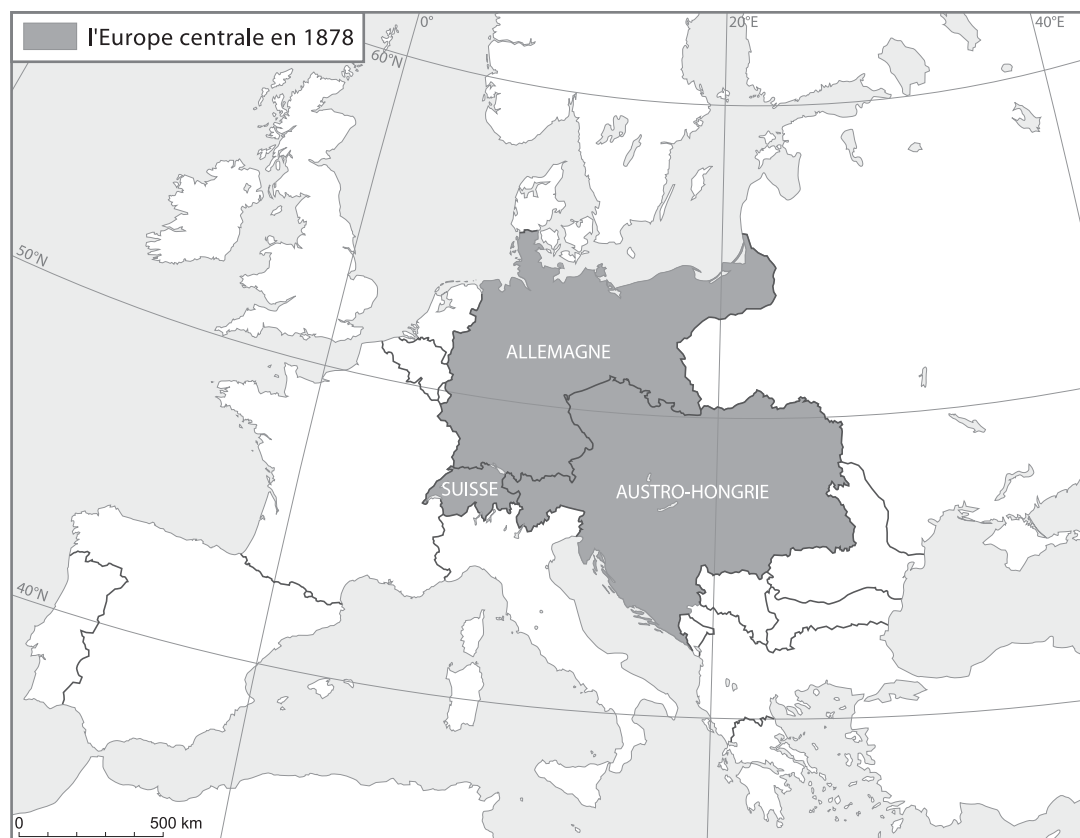 l'Europe centrale en 1878
0°
20°E
40°E
60°N
50°N
ALLEMAGNE
SUISSE
AUSTRO-HONGRIE
40°N
0 500 km